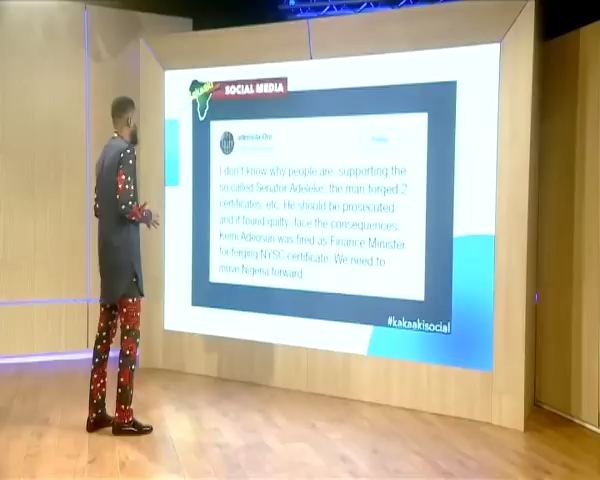 kakaaki
SOCIAL MEDIA
I don't know why people are supporting the
so called Senator Adeleke, the man forged 2
certificates, etc. He should be prosecuted
and if found guilty, face the consequences.
Kemi Adeosun was fired as Finance Minister
for forging NYSC certificate. We need to
move Nigeria forward
#kakaakisocial